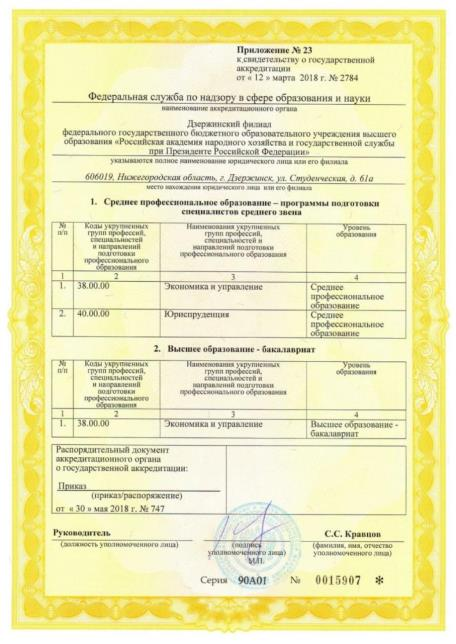 Приложение № 23
к свидетельству о государственной
аккредитации
от « 12 » марта 2018 г. № 2784
Федеральная служба по надзору в сфере образования и науки
наименование аккредитационного органа
Дзержинский филиал
федерального государственного бюджетного образовательного учреждения высшего
образования «Российская академия народного хозяйства и государственной службы
при Президенте Российской Федерации»
указываются полное наименование юридического лица или его филиала
606019, Нижегородская область, г. Дзержинск, ул. Студенческая, д. 61а
место нахождения юридического лица или его филиала
1. Среднее профессиональное образование – программы подготовки
специалистов среднего звена
№
п/п
Коды укрупненных
групп профессий,
специальностей
и направлений
подготовки
профессионального
образования
Наименования укрупненных
групп профессий,
специальностей и
направлений подготовки
профессионального образования
Уровень
образования
1 2 3 4
1. 38.00.00 Экономика и управление Среднее
профессиональное
образование
2. 40.00.00 Юриспруденция Среднее
профессиональное
образование
2. Высшее образование - бакалавриат
№
п/п
Коды укрупненных
групп профессий,
специальностей
и направлений
подготовки
профессионального
образования
Наименования укрупненных
групп профессий,
специальностей и
направлений подготовки
профессионального образования
Уровень
образования
1 2 3 4
1. 38.00.00 Экономика и управление Высшее образование -
бакалавриат
Распорядительный документ
аккредитационного органа
о государственной аккредитации:
Приказ
(приказ/распоряжение)
от « 30 » мая 2018 г. № 747
Руководитель
(должность уполномоченного лица)
(подпись
уполномоченного лица)
М.П.
С.С. Кравцов
(фамилия, имя, отчество
уполномоченного лица)
Серия 90А01 № 0015907 *